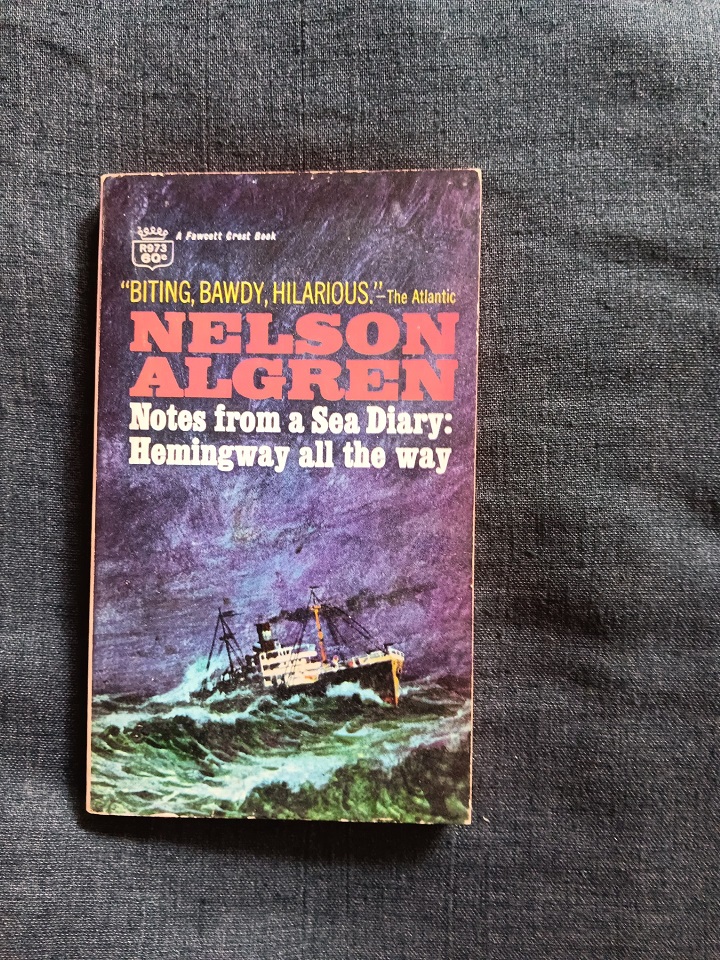 A Fawcett Crest Book
R973
60¢
"BITING, BAWDY, HILARIOUS."—The Atlantic
NELSON
ALGREN
Notes from a Sea Diary:
Hemingway all the way